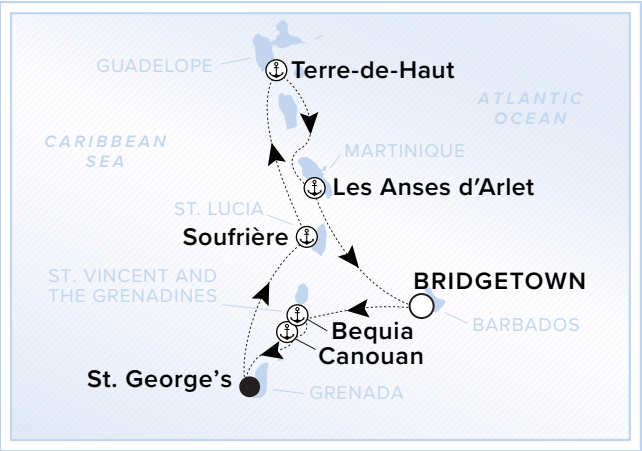 GUADELOPE
Terre-de-Haut
ATLANTIC
OCEAN
CARIBBEAN
SEA
MARTINIQUE
Les Anses d’Arlet
ST. LUCIA
Soufrière
ST. VINCENT AND
THE GRENADINES
BRIDGETOWN
BARBADOS
Bequia
Canouan
St. George’s
GRENADA